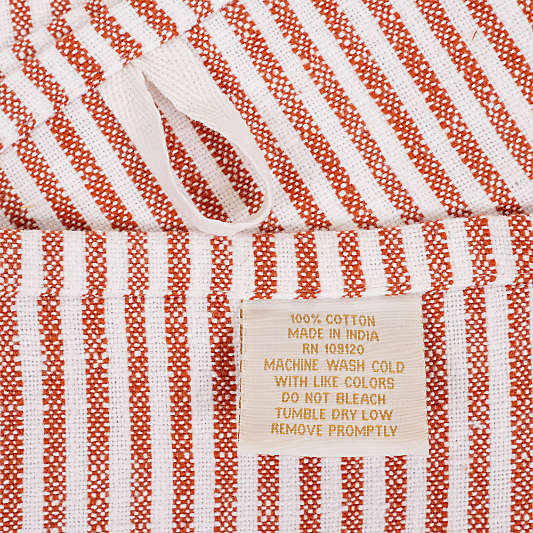 100% COTTON
MADE IN INDIA
RN 109120
MACHINE WASH COLD
WITH LIKE COLORS
DO NOT BLEACH
TUMBLE DRY LOW
REMOVE PROMPTLY